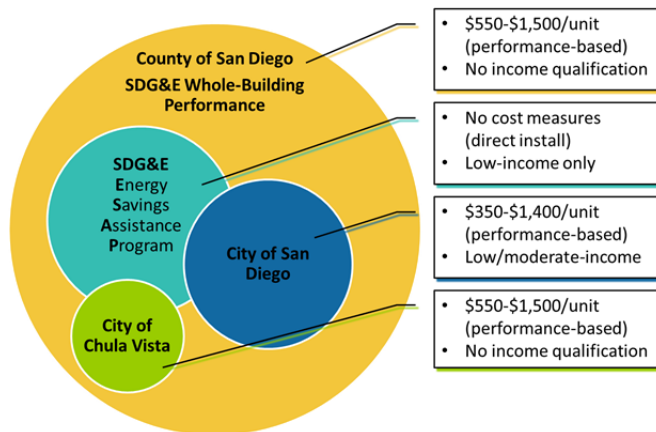 County of San Diego
SDG&E Whole-Building
Performance
SDG&E
Energy
Savings
Assistance
Program
City of San
Diego
City of
Chula Vista
• $550-$1,500/unit
(performance-based)
• No income qualification
• No cost measures
(direct install)
• Low-income only
• $350-$1,400/unit
(performance-based)
• Low/moderate-income
• $550-$1,500/unit
(performance-based)
• No income qualification